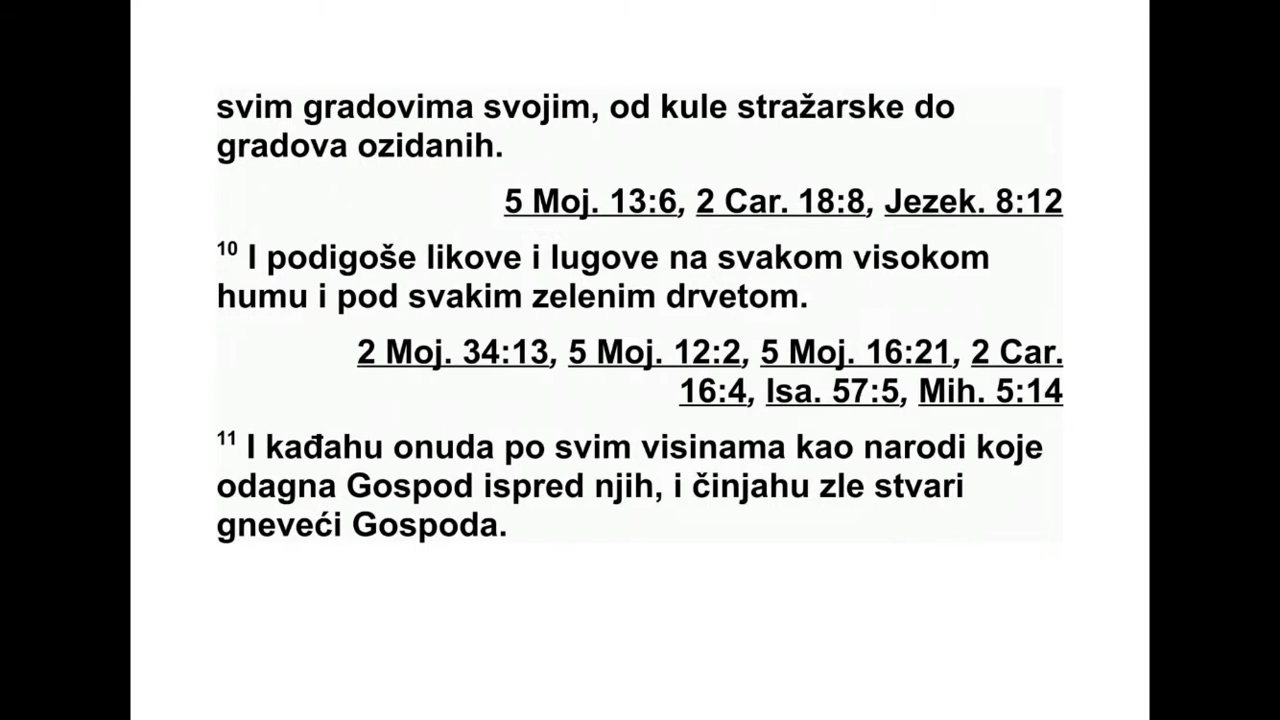 svim gradovima svojim, od kule stražarske do
gradova ozidanih.
5 Moj. 13:6, 2 Car. 18:8, Jezek. 8:12
10 I podigoše likove i lugove na svakom visokom
humu i pod svakim zelenim drvetom.
2 Moj. 34:13, 5 Moj. 12:2, 5 Moj. 16:21, 2 Car.
16:4, Isa. 57:5, Mih. 5:14
11 I kađahu onuda po svim visinama kao narodi koje
odagna Gospod ispred njih, i činjahu zle stvari
gneveći Gospoda.